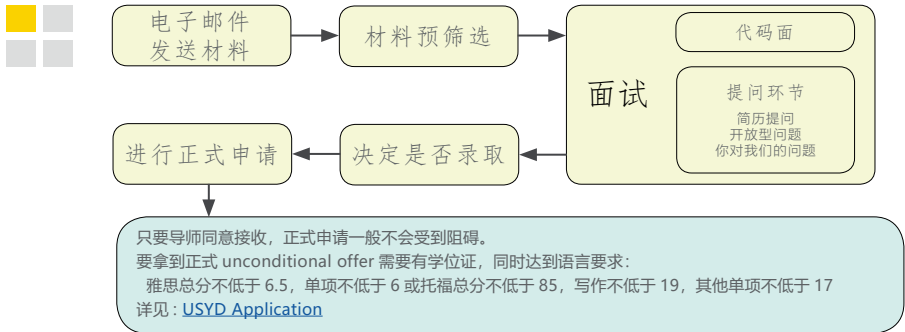 电子邮件
发送材料
材料预筛选
面试
代码面
提问环节
简历提问
开放型问题
你对我们的问题
决定是否录取
进行正式申请
只要导师同意接收，正式申请一般不会受到阻碍。
要拿到正式 unconditional offer 需要有学位证，同时达到语言要求：
雅思总分不低于 6.5，单项不低于 6 或托福总分不低于 85，写作不低于 19，其他单项不低于 17
详见 : USYD Application